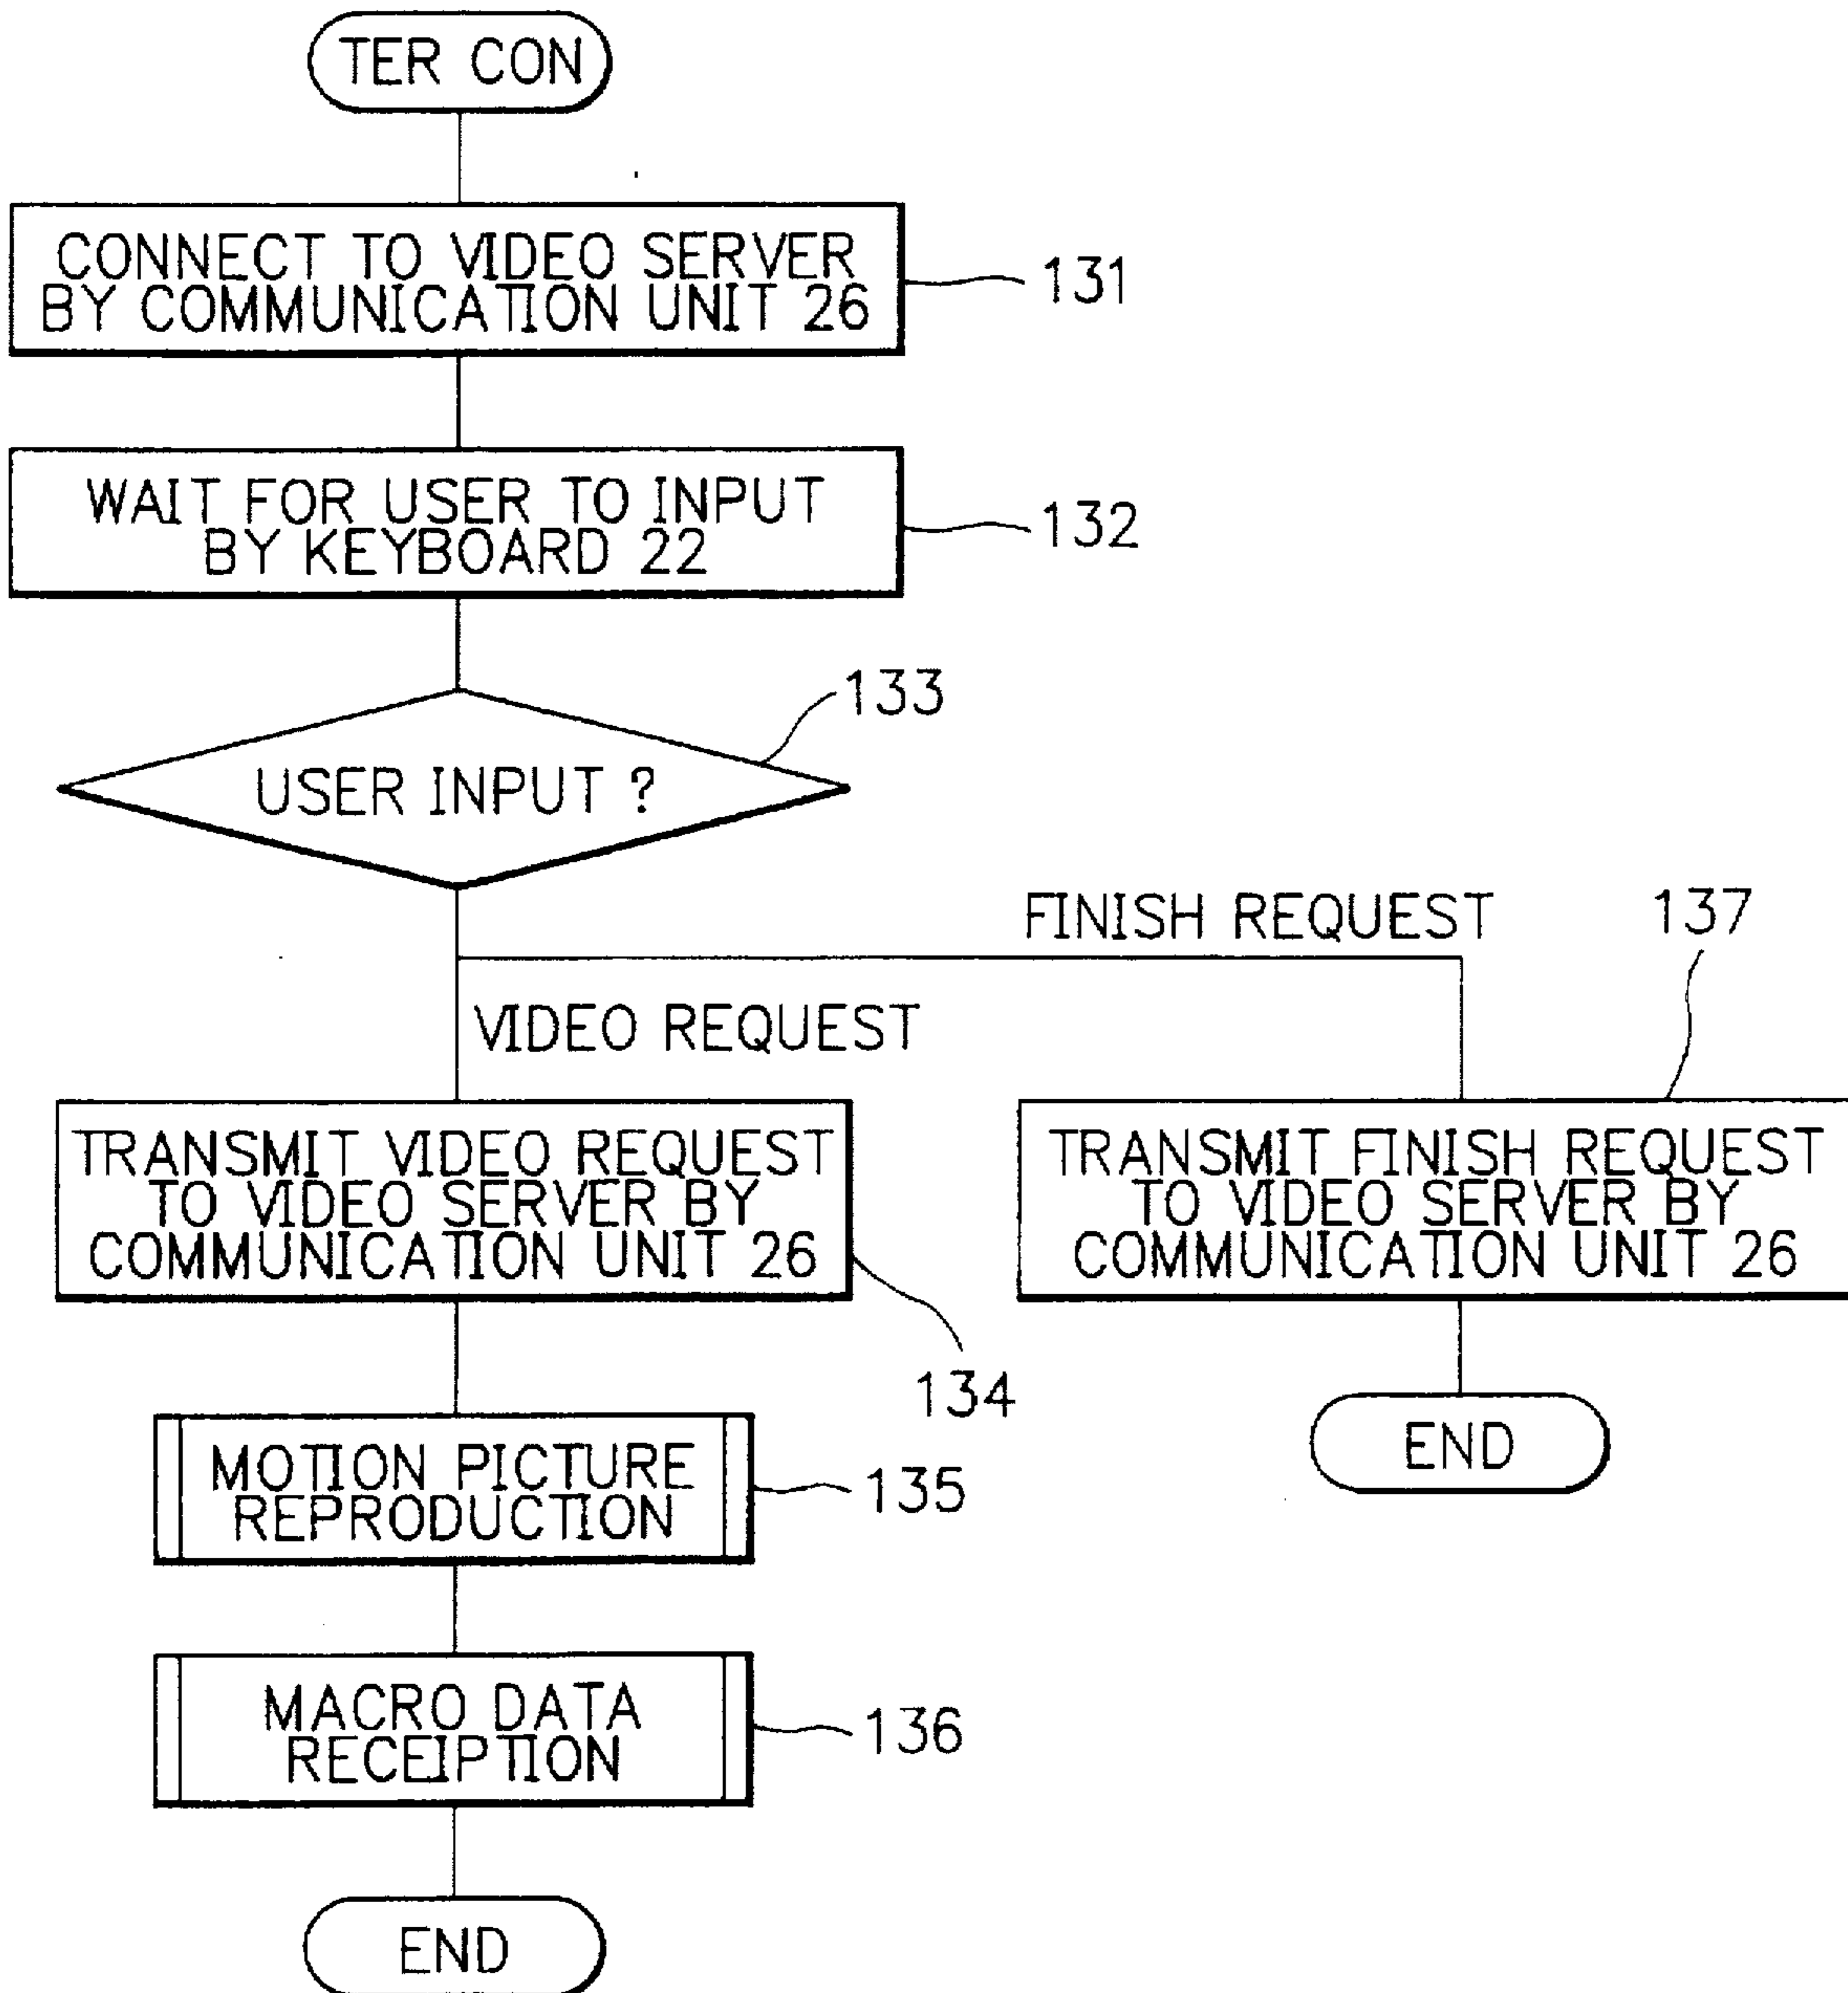 TER CON
CONNECT TO VIDEO SERVER
BY COMMUNICATION UNIT 26
131
WAIT FOR USER TO INPUT
BY KEYBOARD 22
132
133
USER INPUT ?
FINISH REQUEST
137
VIDEO REQUEST
TRANSMIT VIDEO REQUEST
TO VIDEO SERVER BY
COMMUNICATION UNIT 26
134
TRANSMIT FINISH REQUEST
TO VIDEO SERVER BY
COMMUNICATION UNIT 26
END
MOTION PICTURE
REPRODUCTION
135
MACRO DATA
RECEIPTION
136
END